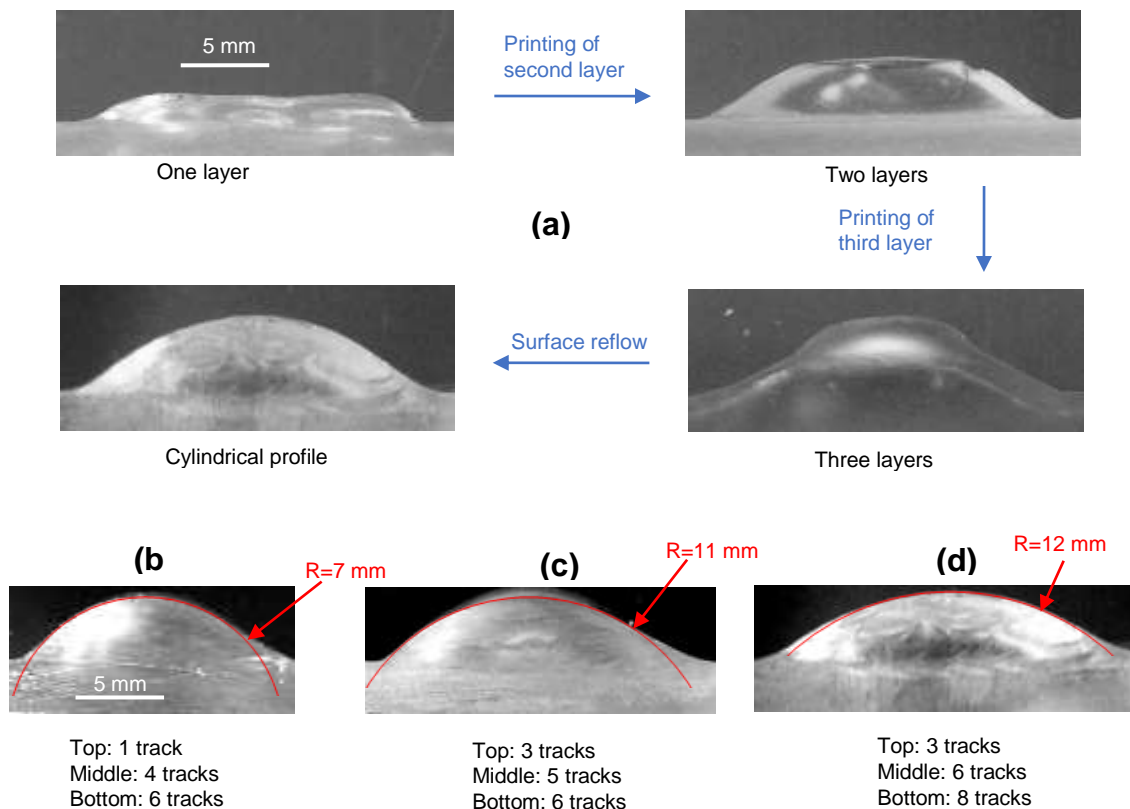 5 mm
Printing of
second layer
One layer
Two layers
(a)
Printing of
third layer
Surface reflow
Cylindrical profile
Three layers
(b)
R=7 mm
(c)
R=11 mm
(d)
R=12 mm
5 mm
Top: 1 track
Middle: 4 tracks
Bottom: 6 tracks
Top: 3 tracks
Middle: 5 tracks
Bottom: 6 tracks
Top: 3 tracks
Middle: 6 tracks
Bottom: 8 tracks